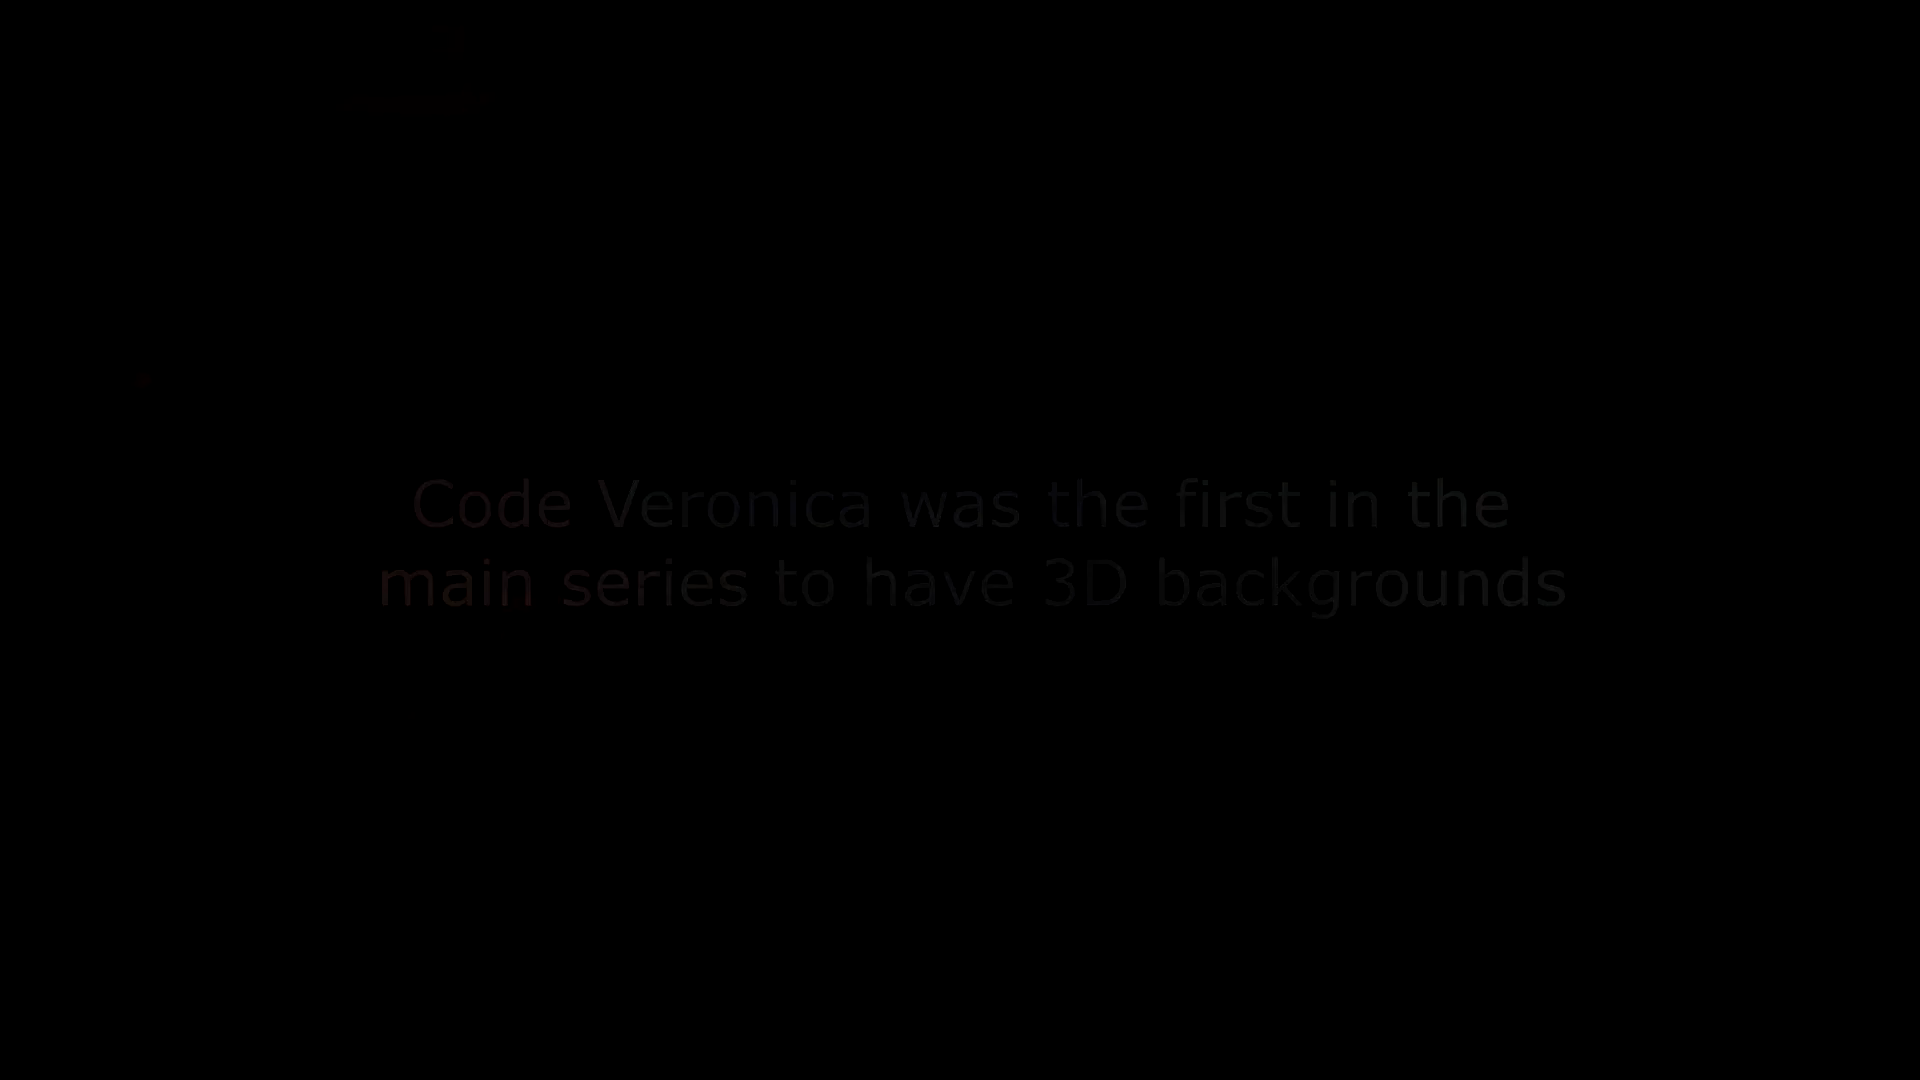 Code Veronica was the first in the
main series to have 3D backgrounds